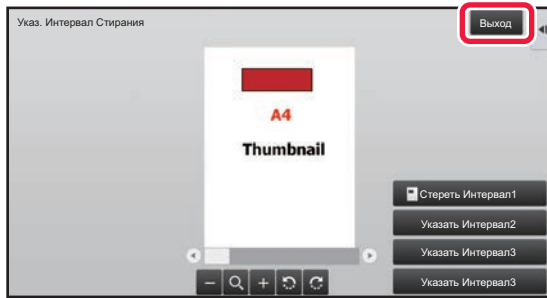 Указ. Интервал Стирания
Выход
A4
Thumbnail
Стереть Интервал1
Указать Интервал2
Указать Интервал3
Указать Интервал3